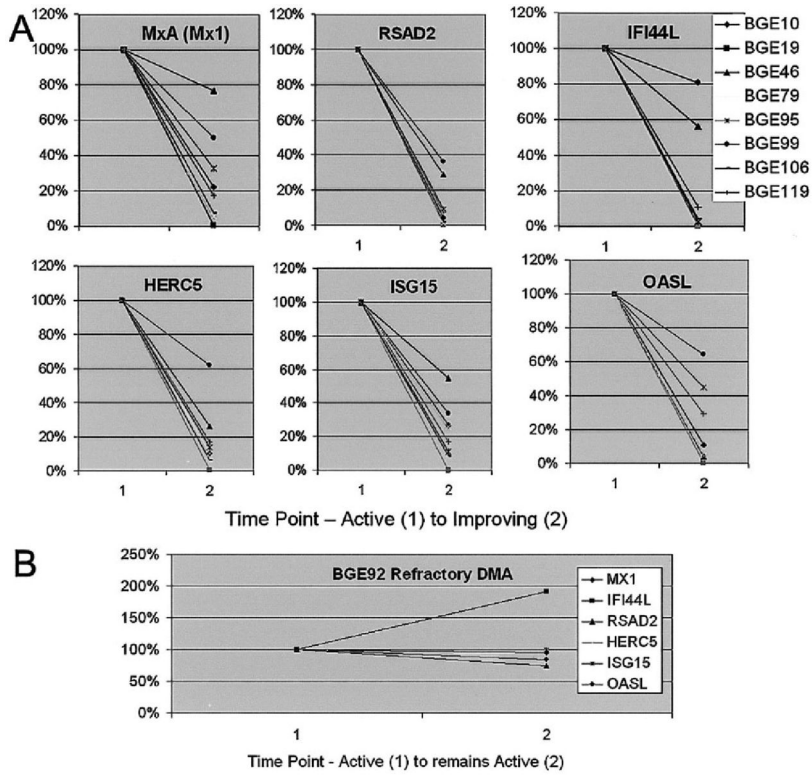 A
MxA (Mx1)
120%
100%
80%
60%
40%
20%
0%
RSAD2
120%
100%
80%
60%
40%
20%
0%
1 2
IFI44L
120%
100%
80%
60%
40%
20%
0%
1 2
BGE10
BGE19
BGE46
BGE79
BGE95
BGE99
BGE106
BGE119
HERC5
120%
100%
80%
60%
40%
20%
0%
1 2
ISG15
120%
100%
80%
60%
40%
20%
0%
1 2
OASL
120%
100%
80%
60%
40%
20%
0%
1 2
Time Point – Active (1) to Improving (2)
B
BGE92 Refractory DMA
250%
200%
150%
100%
50%
0%
1 2
MX1
IFI44L
RSAD2
HERC5
ISG15
OASL
Time Point - Active (1) to remains Active (2)